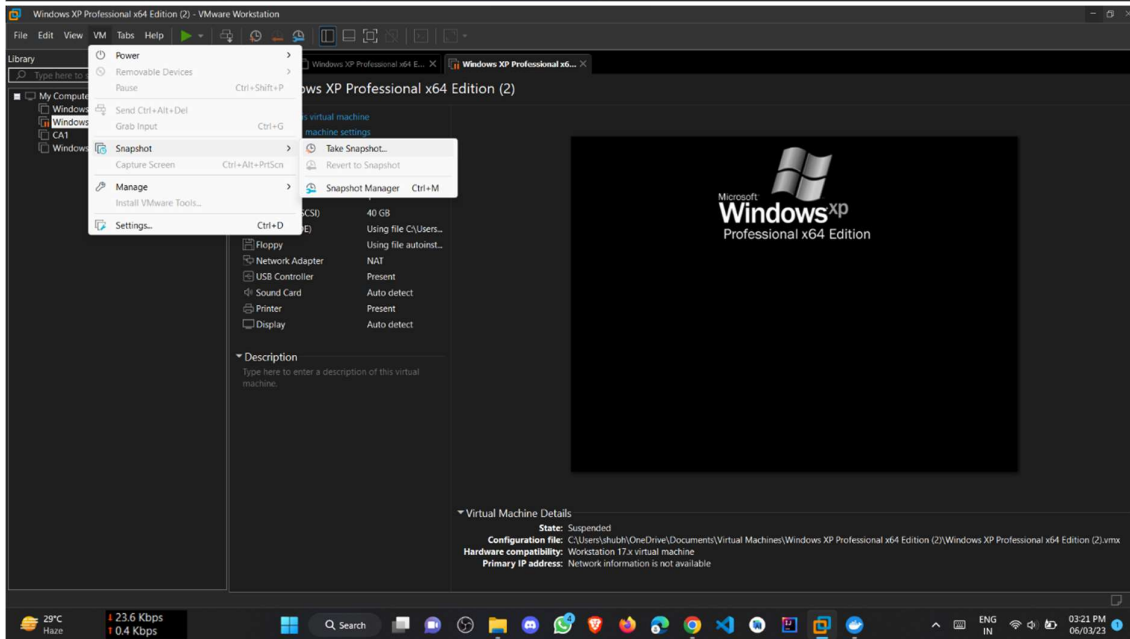 Windows XP Professional x64 Edition (2) - VMware Workstation
File Edit View VM Tabs Help
Library
Type here to s
My Compute
Windows
Windows
CA1
Windows
Power
Removable Devices
Pause Ctrl+Shift+P
Send Ctrl+Alt+Del
Grab Input Ctrl+G
Snapshot
Capture Screen Ctrl+Alt+PrtScn
Manage
Install VMware Tools...
Settings... Ctrl+D
Take Snapshot...
Revert to Snapshot
Snapshot Manager Ctrl+M
Windows XP Professional x64 E... Windows XP Professional x6...
ows XP Professional x64 Edition (2)
is virtual machine
machine settings
SCSI) 40 GB
E) Using file C:\Users...
Floppy Using file autoinst...
Network Adapter NAT
USB Controller Present
Sound Card Auto detect
Printer Present
Display Auto detect
Description
Type here to enter a description of this virtual
machine.
Microsoft
Windows xp
Professional x64 Edition
Virtual Machine Details
State: Suspended
Configuration file: C:\Users\shubh\OneDrive\Documents\Virtual Machines\Windows XP Professional x64 Edition (2)\Windows XP Professional x64 Edition (2).vmx
Hardware compatibility: Workstation 17.x virtual machine
Primary IP address: Network information is not available
29°C
Haze
23.6 Kbps
0.4 Kbps
Search
4
ENG
IN
03:21 PM
06/03/23
1